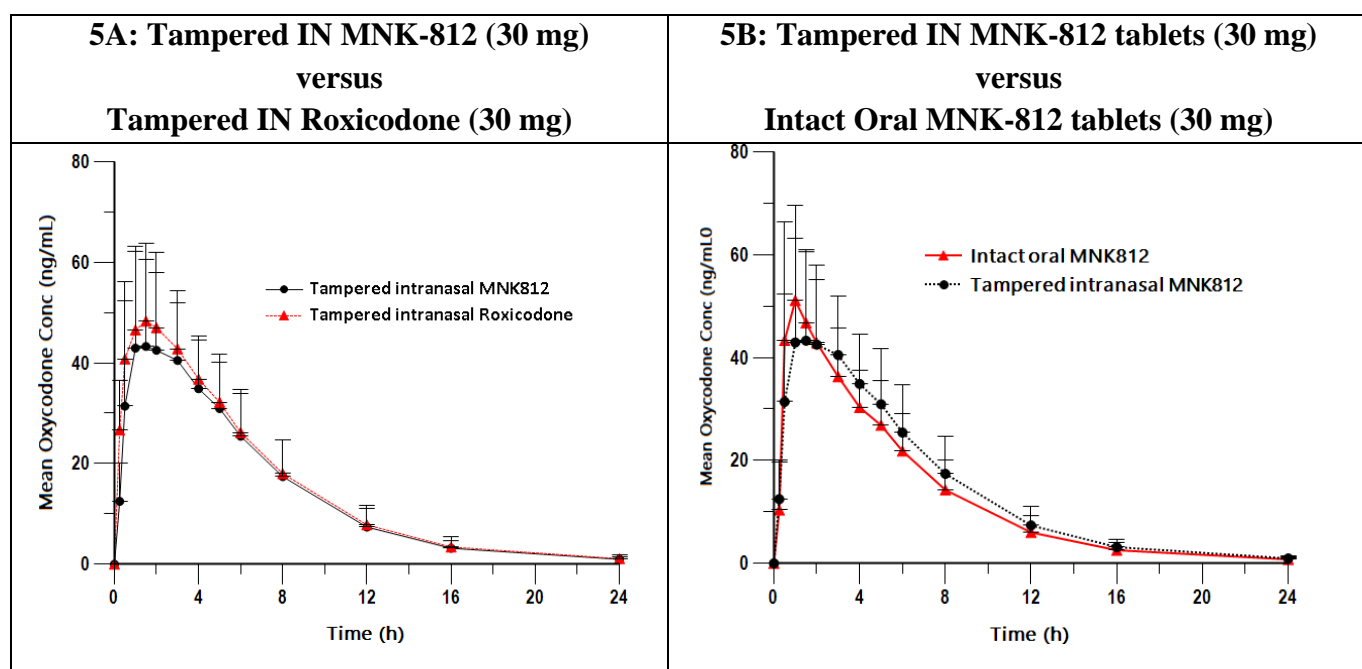 5A: Tampered IN MNK-812 (30 mg)
versus
Tampered IN Roxicodone (30 mg)
5B: Tampered IN MNK-812 tablets (30 mg)
versus
Intact Oral MNK-812 tablets (30 mg)
80
60
40
20
0
Mean Oxycodone Conc (ng/mL)
Tampered intranasal MNK812
Tampered intranasal Roxicodone
0 4 8 12 16 20 24
Time (h)
80
60
40
20
0
Mean Oxycodone Conc (ng/mL0
Intact oral MNK812
Tampered intranasal MNK812
0 4 8 12 16 20 24
Time (h)